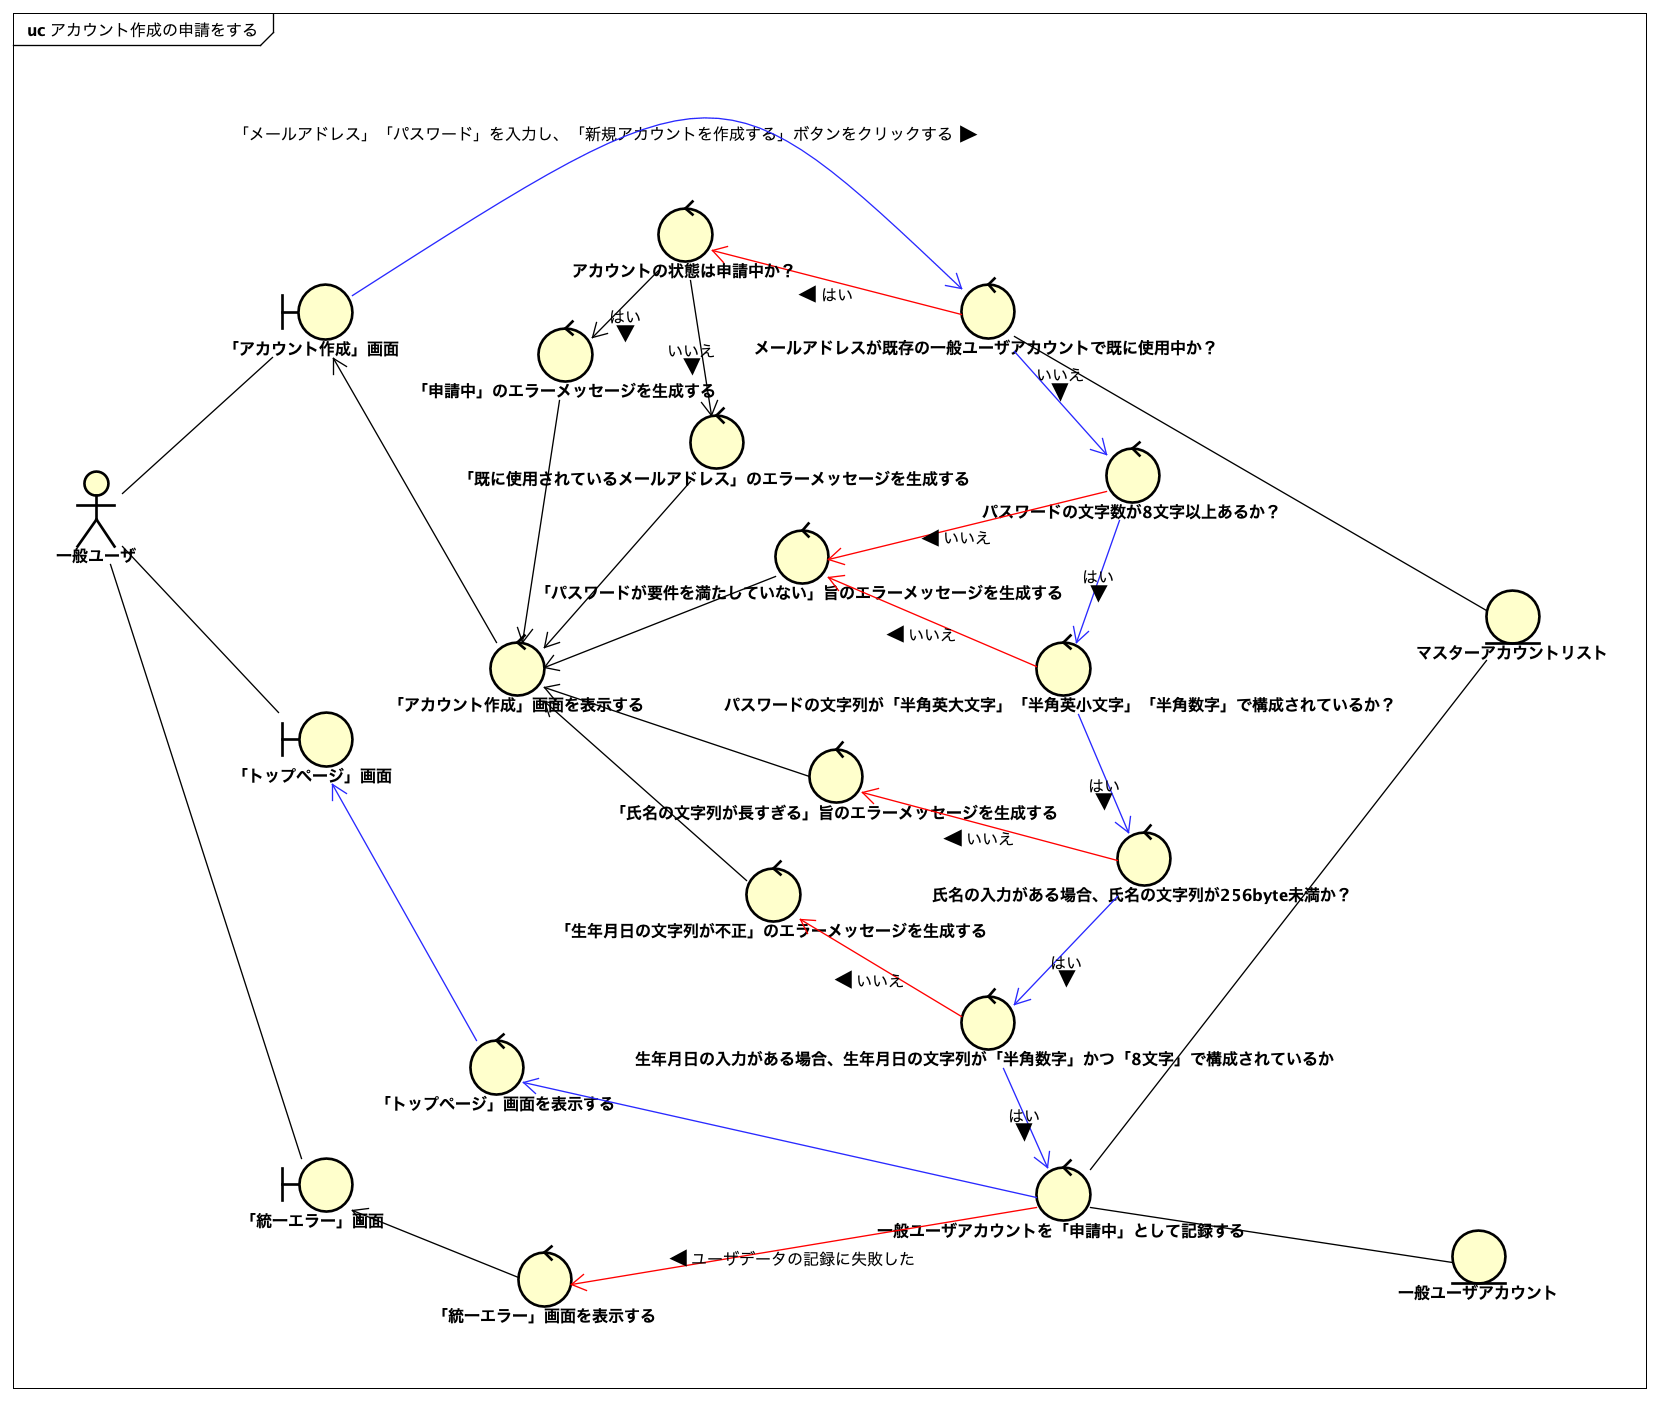 uc アカウント作成の申請をする
「メールアドレス」「パスワード」を入力し、「新規アカウントを作成する」ボタンをクリックする
アカウントの状態は申請中か？
はい
はい
「アカウント作成」画面
メールアドレスが既存の一般ユーザアカウントで既に使用中か？
いいえ
いいえ
「申請中」のエラーメッセージを生成する
「既に使用されているメールアドレス」のエラーメッセージを生成する
パスワードの文字数が8文字以上あるか？
いいえ
一般ユーザ
はい
「パスワードが要件を満たしていない」旨のエラーメッセージを生成する
いいえ
マスターアカウントリスト
「アカウント作成」画面を表示する
パスワードの文字列が「半角英大文字」「半角英小文字」「半角数字」で構成されているか？
「トップページ」画面
はい
「氏名の文字列が長すぎる」旨のエラーメッセージを生成する
いいえ
氏名の入力がある場合、氏名の文字列が256byte未満か？
「生年月日の文字列が不正」のエラーメッセージを生成する
はい
いいえ
生年月日の入力がある場合、生年月日の文字列が「半角数字」かつ「8文字」で構成されているか
「トップページ」画面を表示する
はい
「統一エラー」画面
一般ユーザアカウントを「申請中」として記録する
ユーザデータの記録に失敗した
一般ユーザアカウント
「統一エラー」画面を表示する